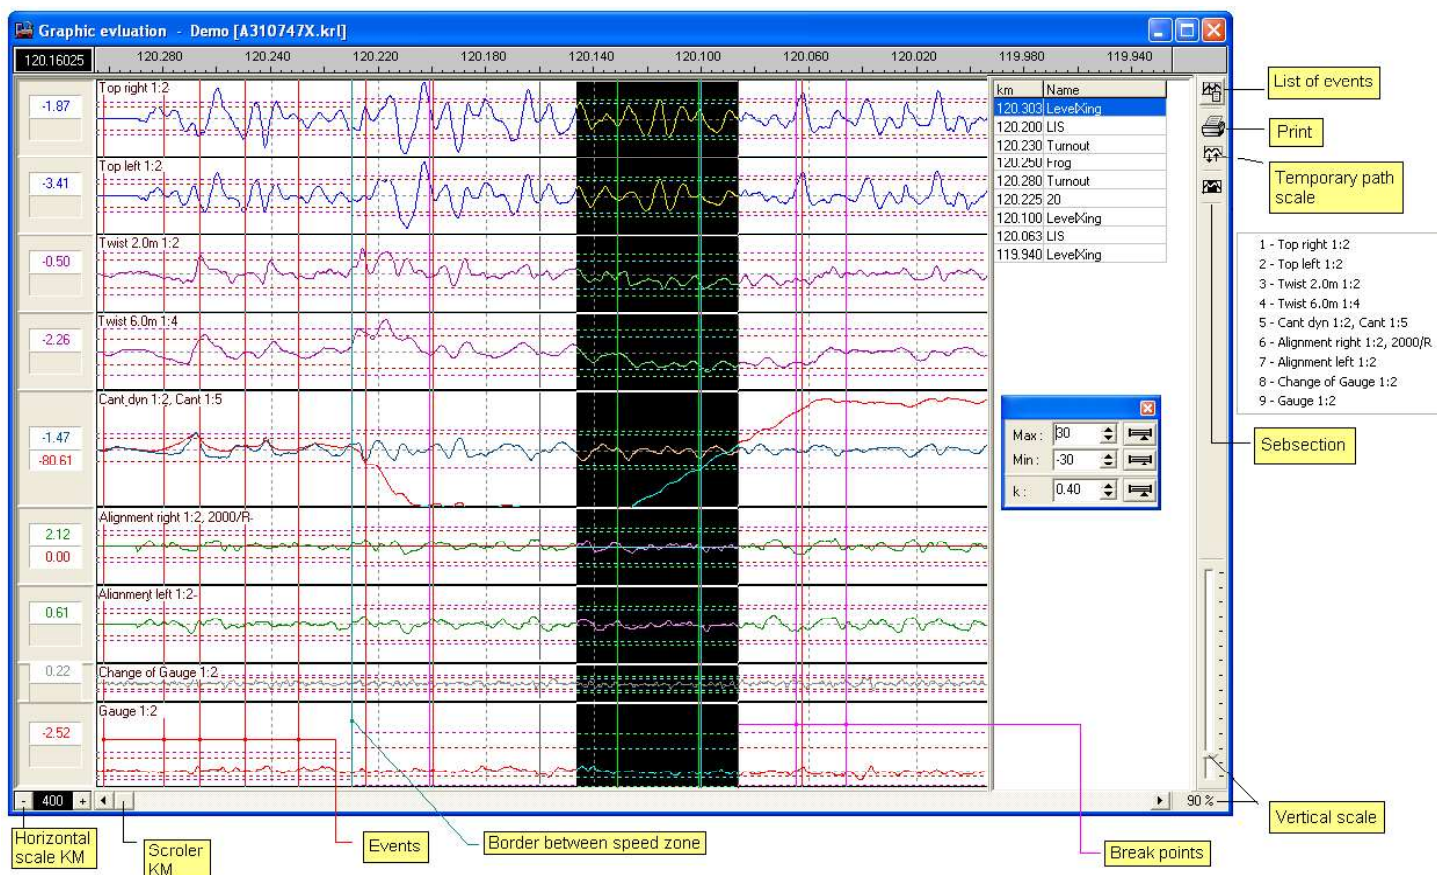 Graphic evluation - Demo [A310747X.krl]
120.16025
120.280 120.240 120.220 120.180 120.140 120.100 120.060 120.020 119.980 119.940
Top right 1:2
-1.87
Top left 1:2
-3.41
Twist 2.0m 1:2
-0.50
Twist 6.0m 1:4
-2.26
Cant dyn 1:2, Cant 1:5
-1.47
-80.61
Alignment right 1:2, 2000/R
2.12
0.00
Alignment left 1:2
0.61
Change of Gauge 1:2
0.22
Gauge 1:2
-2.52
km Name
120.303 LevelXing
120.200 LIS
120.230 Turnout
120.250 Frog
120.280 Turnout
120.225 20
120.100 LevelXing
120.063 LIS
119.940 LevelXing
Max : 30
Min : -30
k : 0.40
- 400 +
90 %
List of events
Print
Temporary path
scale
1 - Top right 1:2
2 - Top left 1:2
3 - Twist 2.0m 1:2
4 - Twist 6.0m 1:4
5 - Cant dyn 1:2, Cant 1:5
6 - Alignment right 1:2, 2000/R
7 - Alignment left 1:2
8 - Change of Gauge 1:2
9 - Gauge 1:2
Sebsection
Vertical scale
Horizontal
scale KM
Scroler
KM
Events
Border between speed zone
Break points